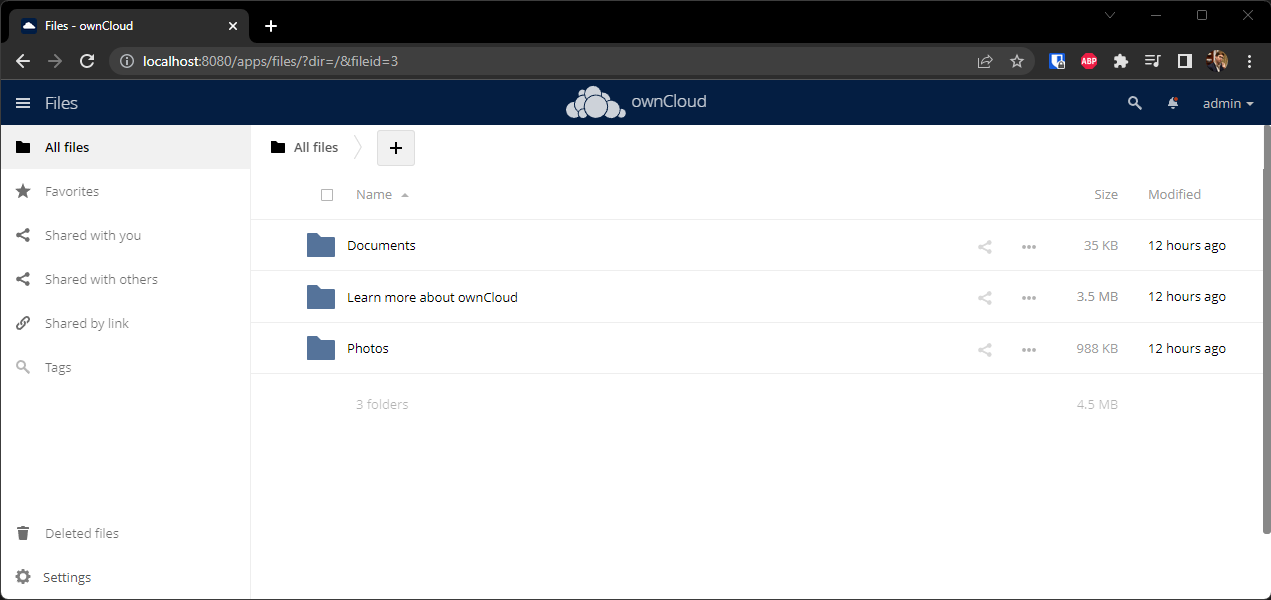 Files - ownCloud
localhost:8080/apps/files/?dir=/&fileid=3
ABP
Files
ownCloud
admin
All files
Favorites
Shared with you
Shared with others
Shared by link
Tags
Deleted files
Settings
All files
+
Name Size Modified
Documents 35 KB 12 hours ago
Learn more about ownCloud 3.5 MB 12 hours ago
Photos 988 KB 12 hours ago
3 folders 4.5 MB